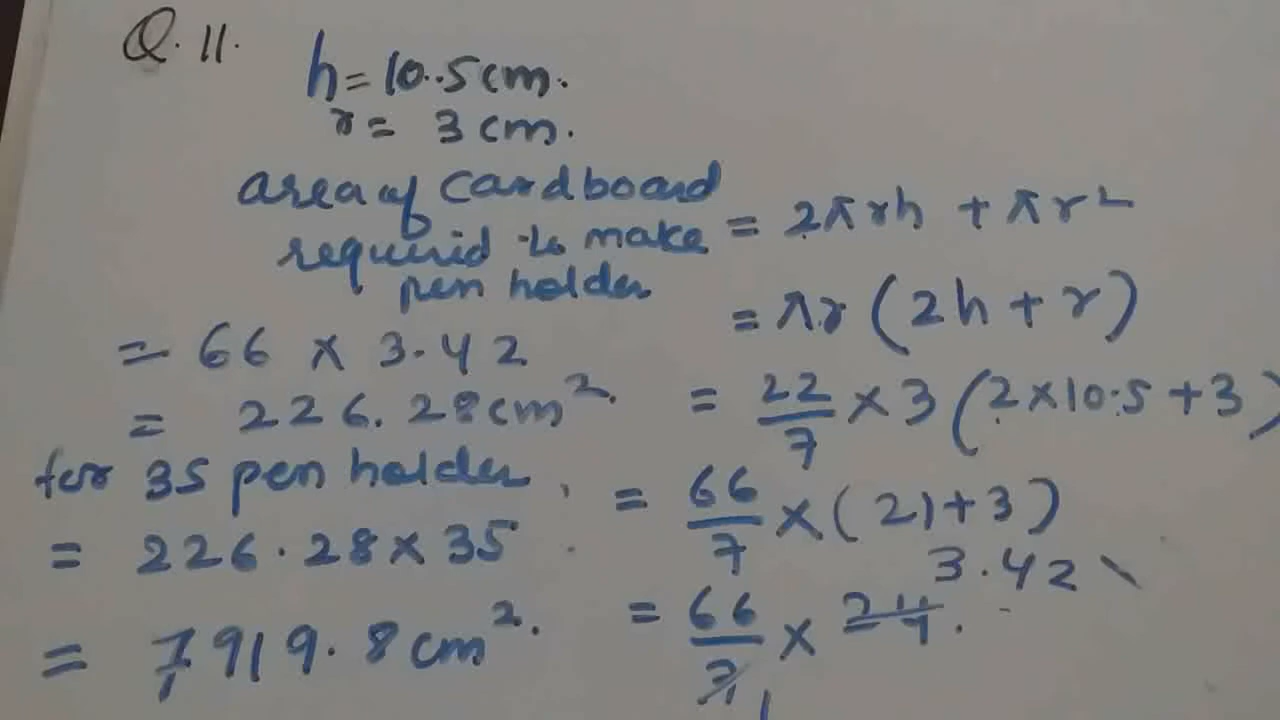 Q. 11.
h = 10.5 cm.
r = 3 cm.
area of cardboard required to make pen holder = 2πrh + πr²
= πr (2h + r)
= 22/7 × 3 (2×10.5 + 3)
= 66/7 × (21+3)
3.42
= 66/7 × 24
= 66 × 3.42
= 226.28 cm².
for 35 pen holder,
= 226.28 × 35
= 7919.8 cm².